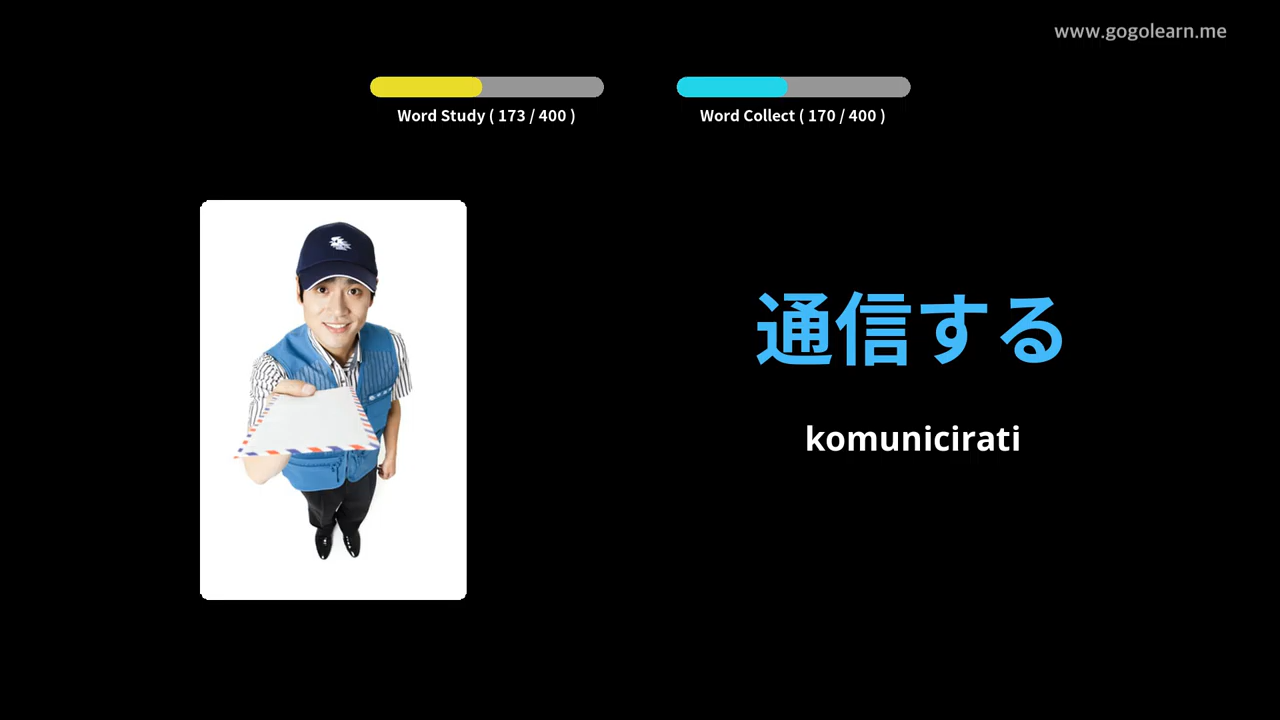 www.gogolearn.me
Word Study ( 173 / 400 )
Word Collect ( 170 / 400 )
通信する
komunicirati